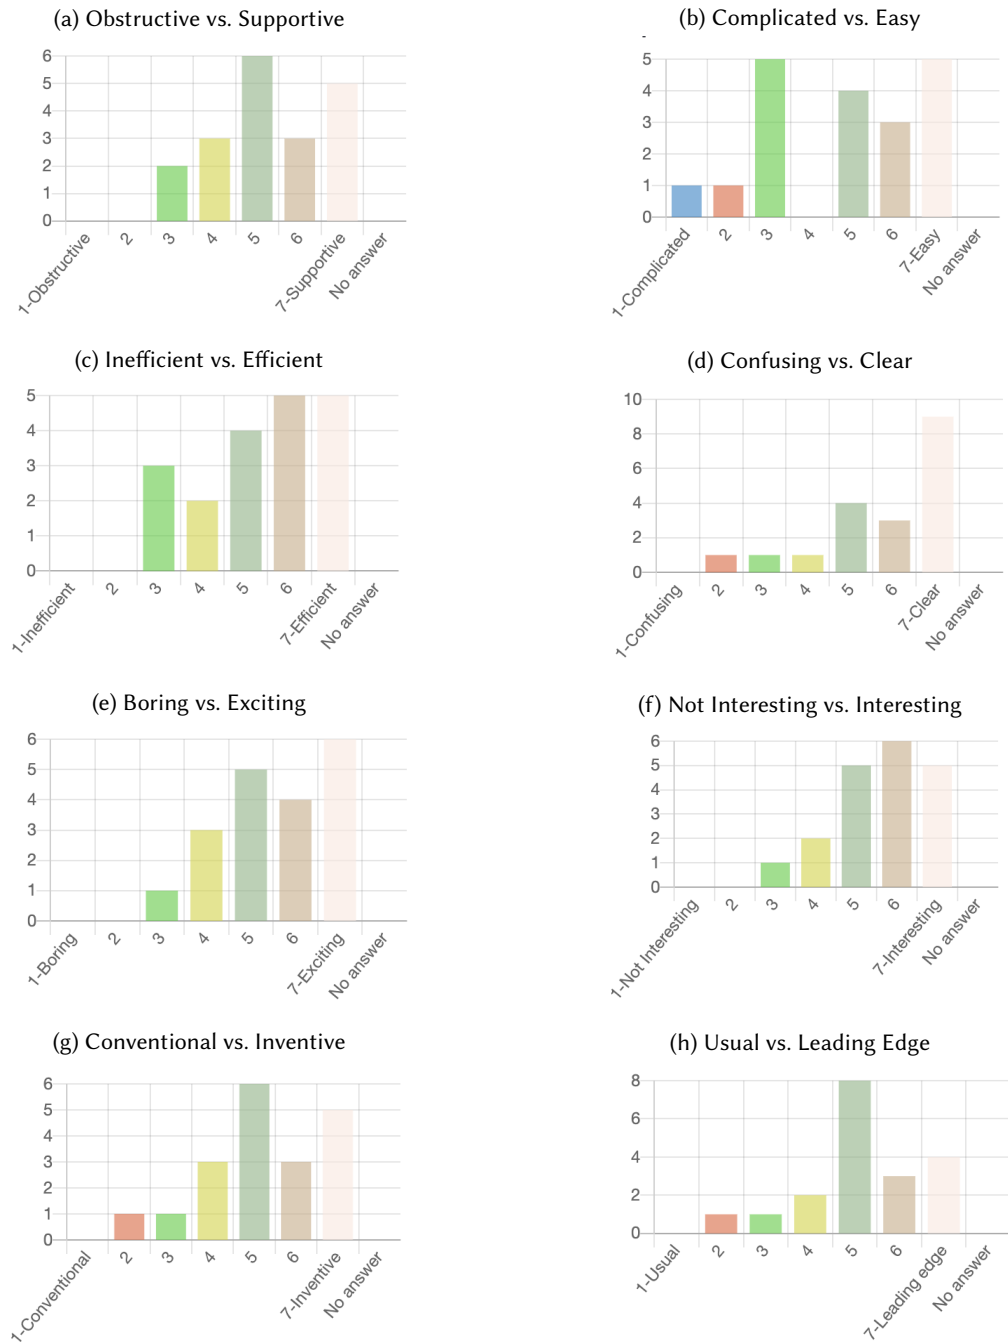 (a) Obstructive vs. Supportive
6
5
4
3
2
1
0
1-Obstructive
2
3
4
5
6
7-Supportive
No answer
(b) Complicated vs. Easy
5
4
3
2
1
0
1-Complicated
2
3
4
5
6
7-Easy
No answer
(c) Inefficient vs. Efficient
5
4
3
2
1
0
1-Inefficient
2
3
4
5
6
7-Efficient
No answer
(d) Confusing vs. Clear
10
8
6
4
2
0
1-Confusing
2
3
4
5
6
7-Clear
No answer
(e) Boring vs. Exciting
6
5
4
3
2
1
0
1-Boring
2
3
4
5
6
7-Exciting
No answer
(f) Not Interesting vs. Interesting
6
5
4
3
2
1
0
1-Not Interesting
2
3
4
5
6
7-Interesting
No answer
(g) Conventional vs. Inventive
6
5
4
3
2
1
0
1-Conventional
2
3
4
5
6
7-Inventive
No answer
(h) Usual vs. Leading Edge
8
6
4
2
0
1-Usual
2
3
4
5
6
7-Leading edge
No answer